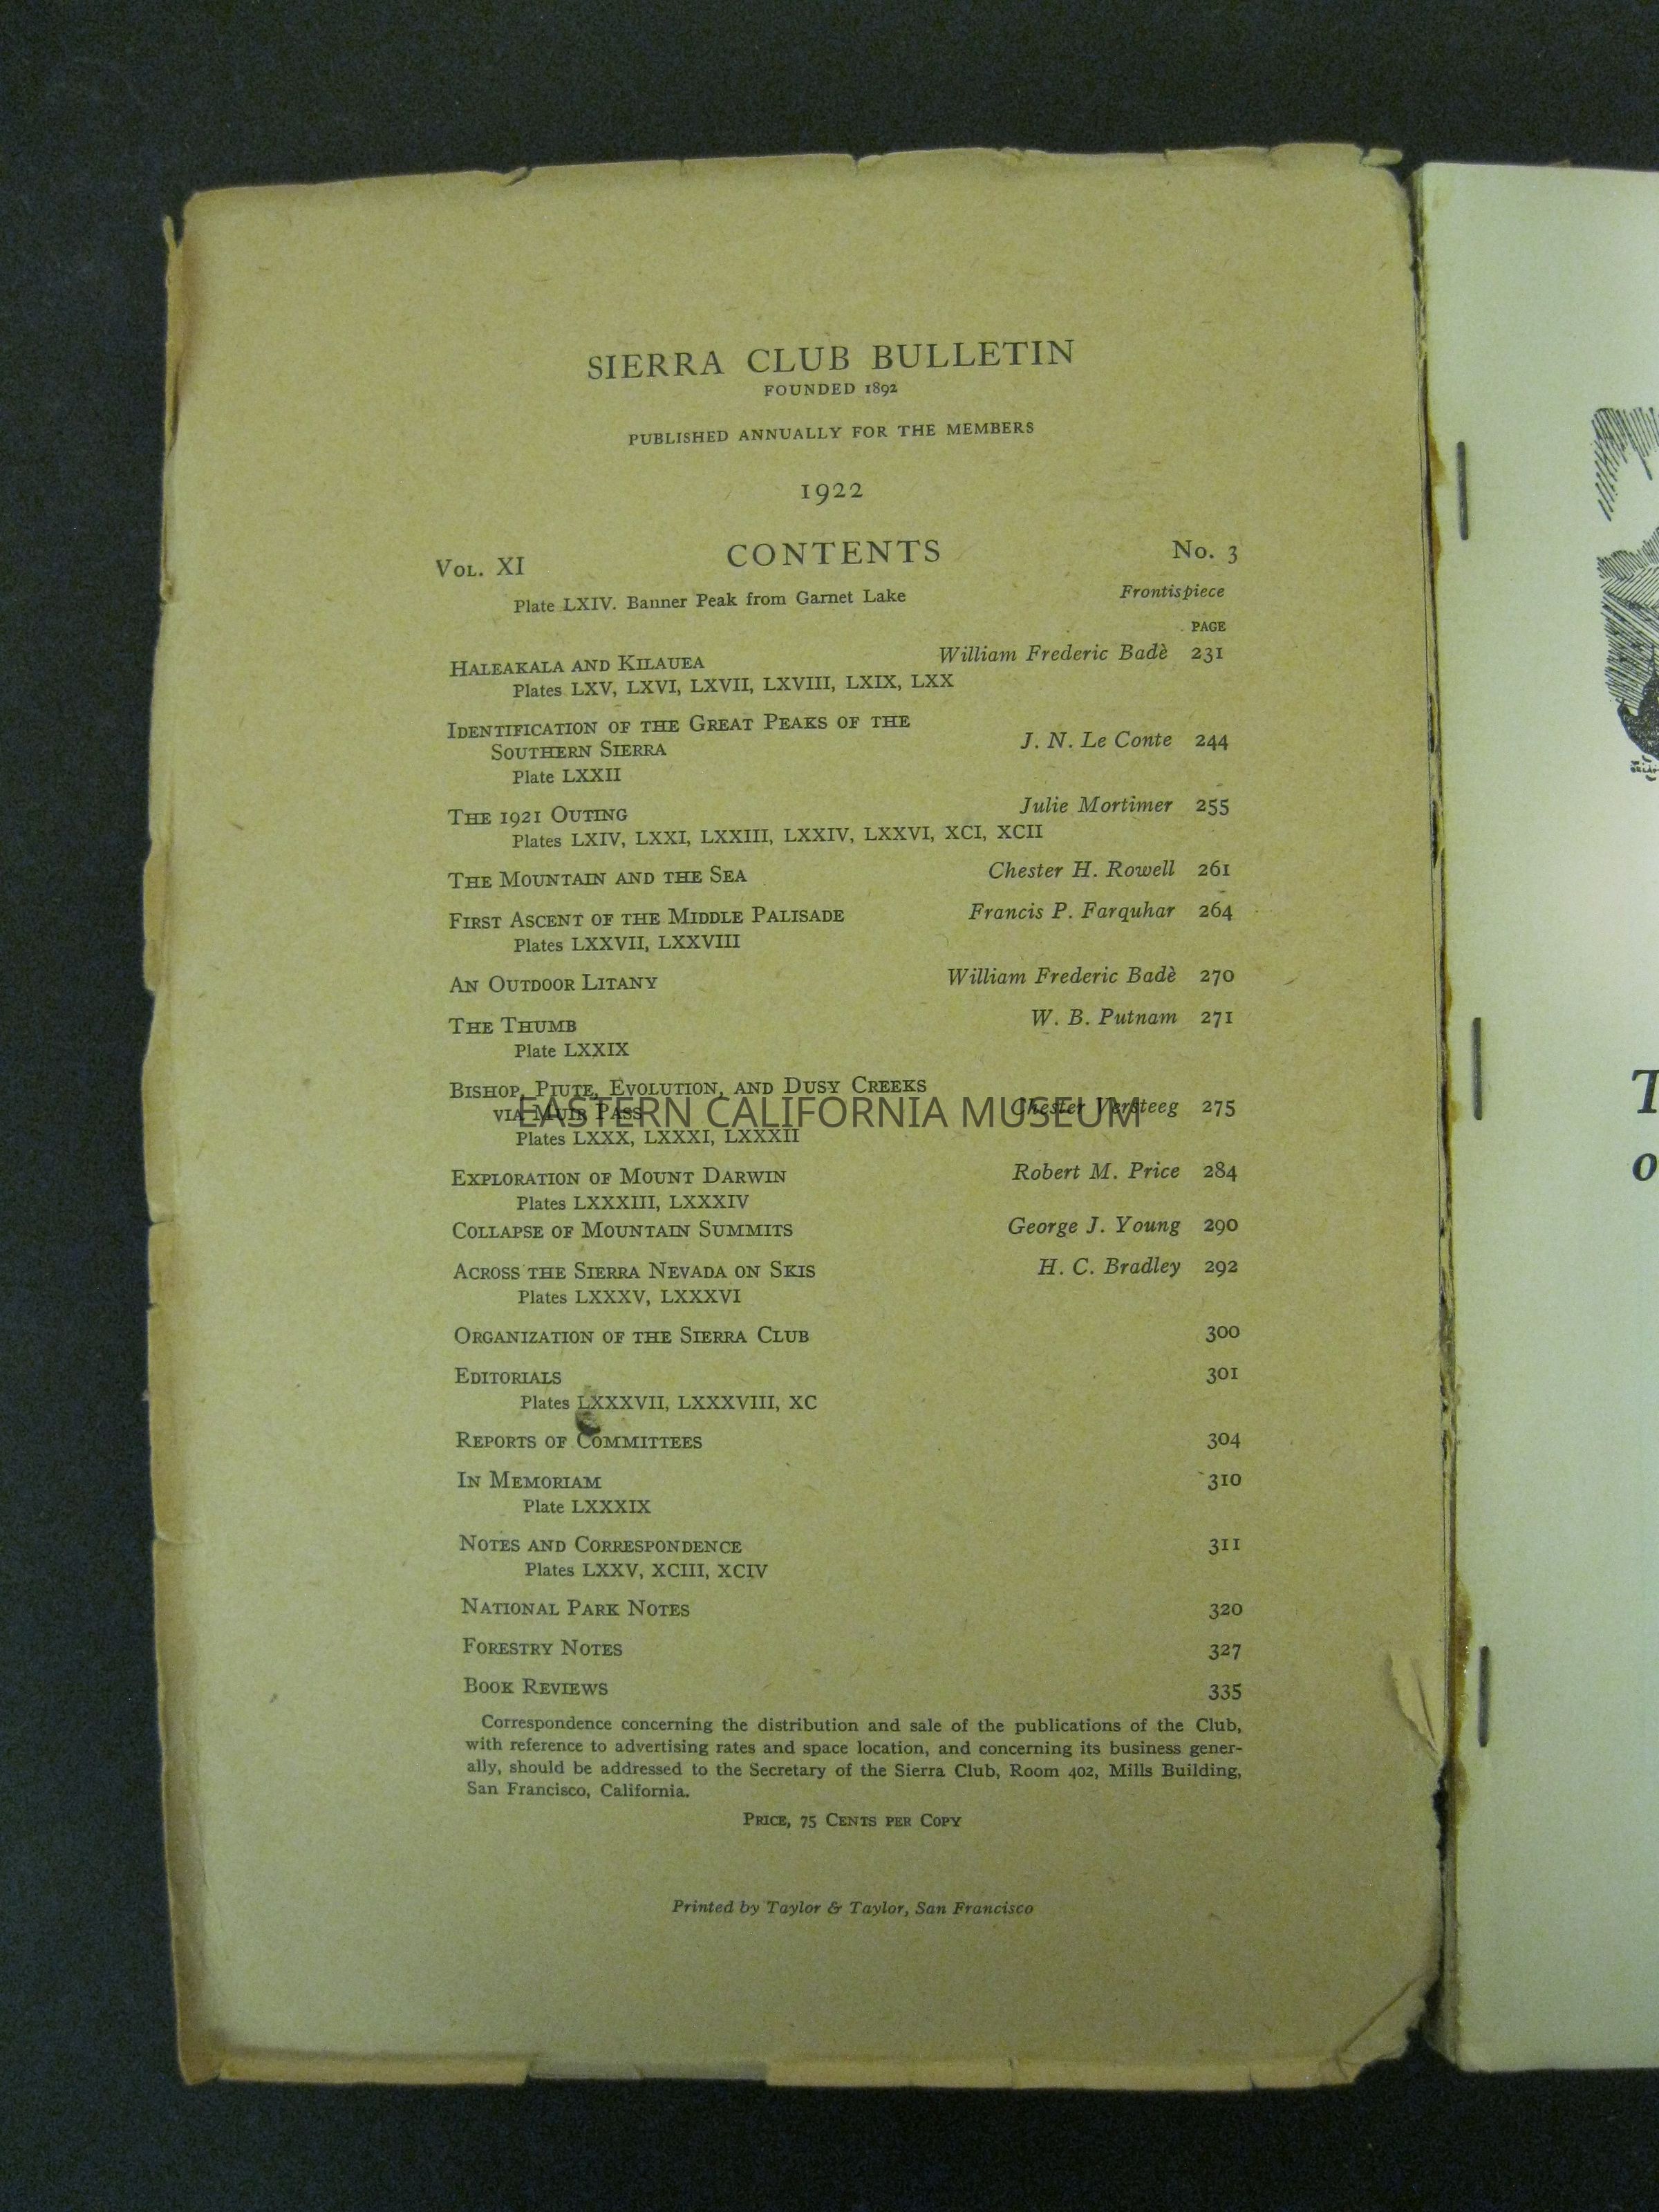 SIERRA CLUB BULLETIN
FOUNDED 1892
PUBLISHED ANNUALLY FOR THE MEMBERS
1922
VOL. XI CONTENTS No. 3
Plate LXIV. Banner Peak from Garnet Lake Frontispiece
PAGE
HALEAKALA AND KILAUEA William Frederic Badè 231
Plates LXV, LXVI, LXVII, LXVIII, LXIX, LXX
IDENTIFICATION OF THE GREAT PEAKS OF THE
SOUTHERN SIERRA J. N. Le Conte 244
Plate LXXII
THE 1921 OUTING Julie Mortimer 255
Plates LXIV, LXXI, LXXIII, LXXIV, LXXVI, XCI, XCII
THE MOUNTAIN AND THE SEA Chester H. Rowell 261
FIRST ASCENT OF THE MIDDLE PALISADE Francis P. Farquhar 264
Plates LXXVII, LXXVIII
AN OUTDOOR LITANY William Frederic Badè 270
THE THUMB W. B. Putnam 271
Plate LXXIX
BISHOP, PIUTE, EVOLUTION, AND DUSY CREEKS
VIA MUIR PASS Chester Versteeg 275
EASTERN CALIFORNIA MUSEUM
Plates LXXX, LXXXI, LXXXII
EXPLORATION OF MOUNT DARWIN Robert M. Price 284
Plates LXXXIII, LXXXIV
COLLAPSE OF MOUNTAIN SUMMITS George J. Young 290
ACROSS THE SIERRA NEVADA ON SKIS H. C. Bradley 292
Plates LXXXV, LXXXVI
ORGANIZATION OF THE SIERRA CLUB 300
EDITORIALS 301
Plates LXXXVII, LXXXVIII, XC
REPORTS OF COMMITTEES 304
IN MEMORIAM 310
Plate LXXXIX
NOTES AND CORRESPONDENCE 311
Plates LXXV, XCIII, XCIV
NATIONAL PARK NOTES 320
FORESTRY NOTES 327
BOOK REVIEWS 335
Correspondence concerning the distribution and sale of the publications of the Club,
with reference to advertising rates and space location, and concerning its business gener-
ally, should be addressed to the Secretary of the Sierra Club, Room 402, Mills Building,
San Francisco, California.
PRICE, 75 CENTS PER COPY
Printed by Taylor & Taylor, San Francisco